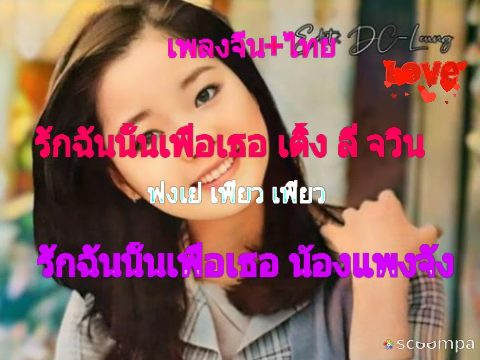 เพลงจีน+ไทย
Edit DC-Leung
Love
รักฉันนั้นเพื่อเธอ เติ้ง ลี่ จวิน
ฟงเย่ เพียว เพียว
รักฉันนั้นเพื่อเธอ น้องแพงจัง
scoompa